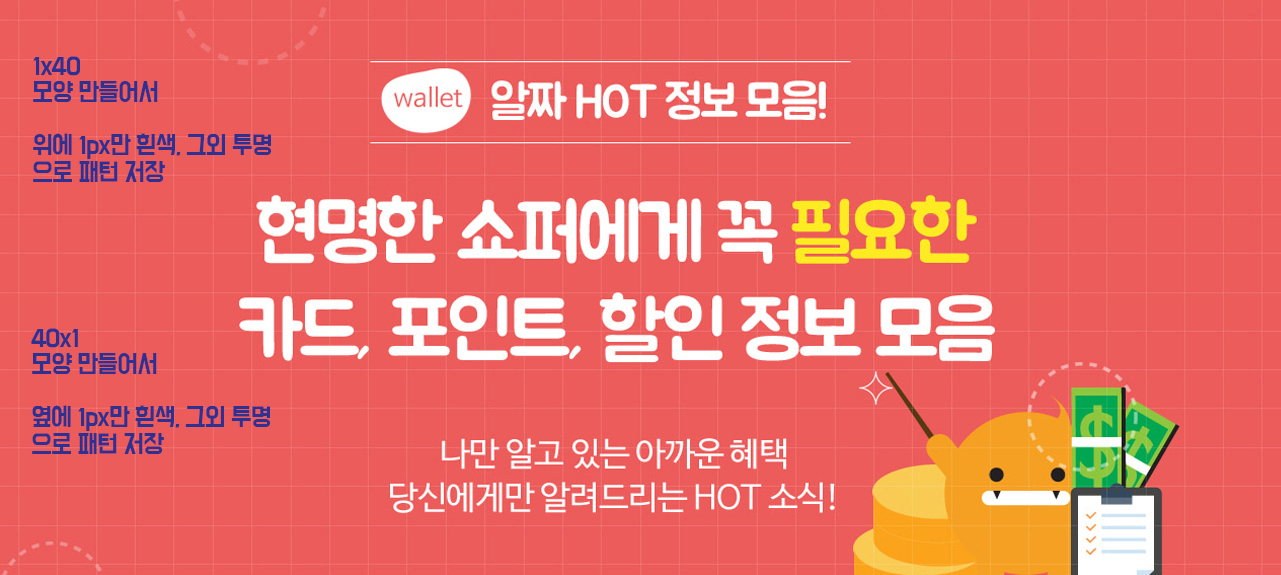 1x40
모양 만들어서
위에 1px만 흰색, 그외 투명
으로 패턴 저장
wallet 알짜 HOT 정보 모음!
현명한 쇼퍼에게 꼭 필요한
카드, 포인트, 할인 정보 모음
40x1
모양 만들어서
옆에 1px만 흰색, 그외 투명
으로 패턴 저장
나만 알고 있는 아까운 혜택
당신에게만 알려드리는 HOT 소식!
$
$